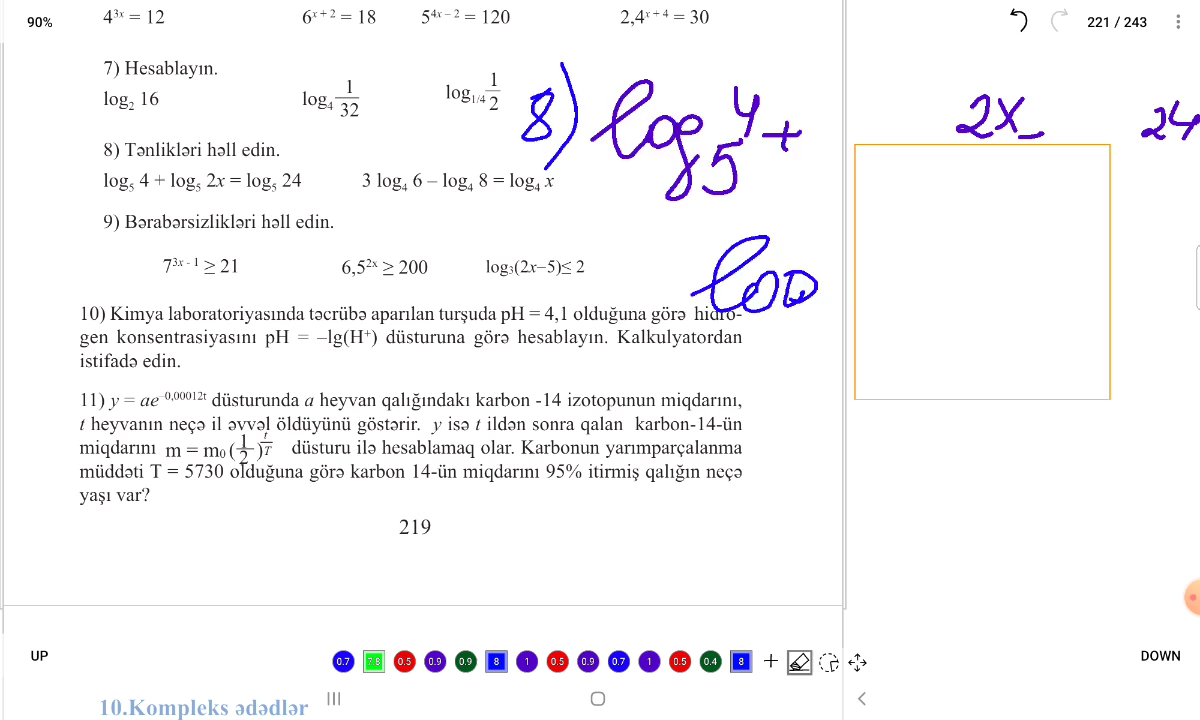 90%
221 / 243
4³ˣ = 12 6ˣ⁺² = 18 5⁴ˣ⁻² = 120 2,4ˣ⁺⁴ = 30
7) Hesablayın.
log₂ 16 log₄ 1/32 log₁/₄ 1/2
8) log₅ 4 +
2x 24
8) Tənlikləri həll edin.
log₅ 4 + log₅ 2x = log₅ 24 3 log₄ 6 – log₄ 8 = log₄ x
9) Bərabərsizlikləri həll edin.
7³ˣ⁻¹ ≥ 21 6,5²ˣ ≥ 200 log₃(2x–5)≤ 2
10) Kimya laboratoriyasında təcrübə aparılan turşuda pH = 4,1 olduğuna görə hidro-
gen konsentrasiyasını pH = –lg(H⁺) düsturuna görə hesablayın. Kalkulyatordan
istifadə edin.
11) y = ae^–0,00012t düsturunda a heyvan qalığındakı karbon -14 izotopunun miqdarını,
t heyvanın neçə il əvvəl öldüyünü göstərir. y isə t ildən sonra qalan karbon-14-ün
miqdarını m = m₀(1/2)^t/T düsturu ilə hesablamaq olar. Karbonun yarımparçalanma
müddəti T = 5730 olduğuna görə karbon 14-ün miqdarını 95% itirmiş qalığın neçə
yaşı var?
219
UP
DOWN
0.7 7.8 0.5 0.9 0.9 8 1 0.5 0.9 0.7 1 0.5 0.4 8
10.Kompleks ədədlər